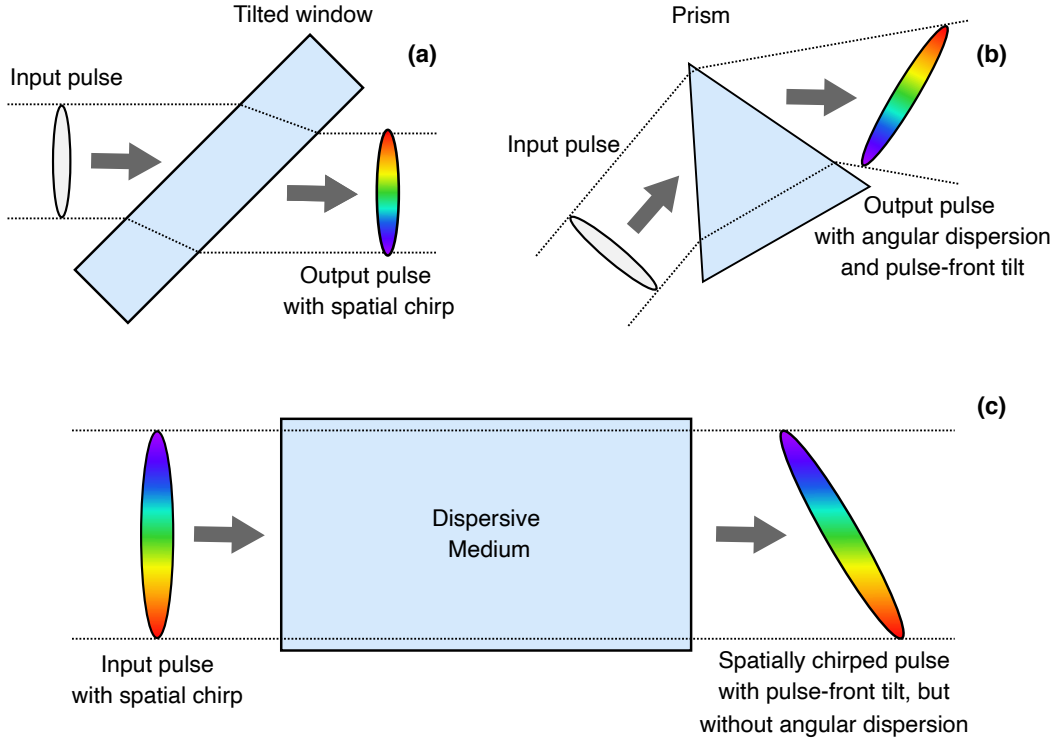 Tilted window
(a)
Input pulse
Output pulse
with spatial chirp
Prism
(b)
Input pulse
Output pulse
with angular dispersion
and pulse-front tilt
(c)
Dispersive
Medium
Input pulse
with spatial chirp
Spatially chirped pulse
with pulse-front tilt, but
without angular dispersion